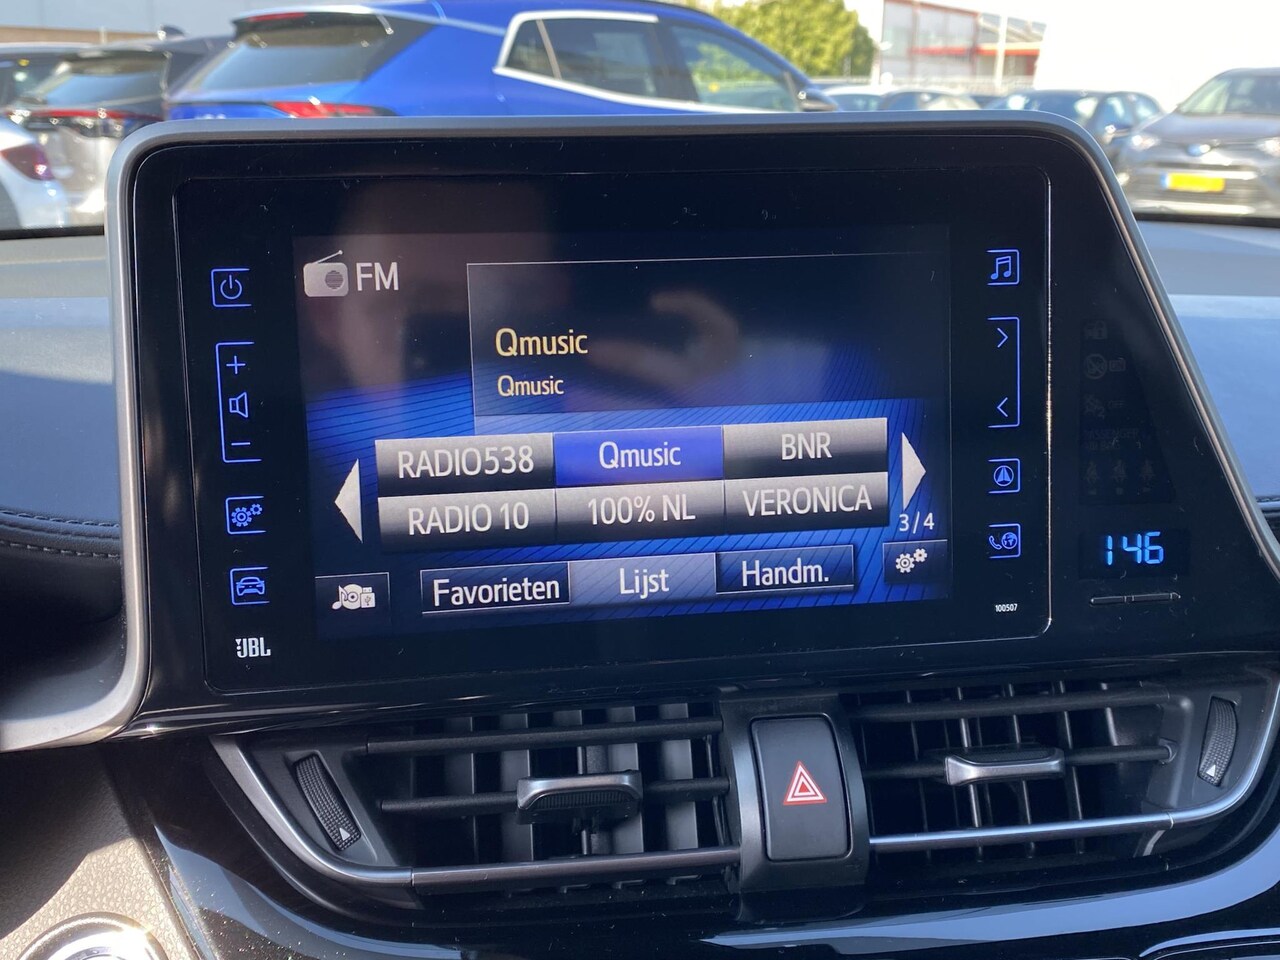 FM
Qmusic
Qmusic
RADIO538 Qmusic BNR
RADIO 10 100% NL VERONICA
3/4
Favorieten Lijst Handm.
JBL
100507
146